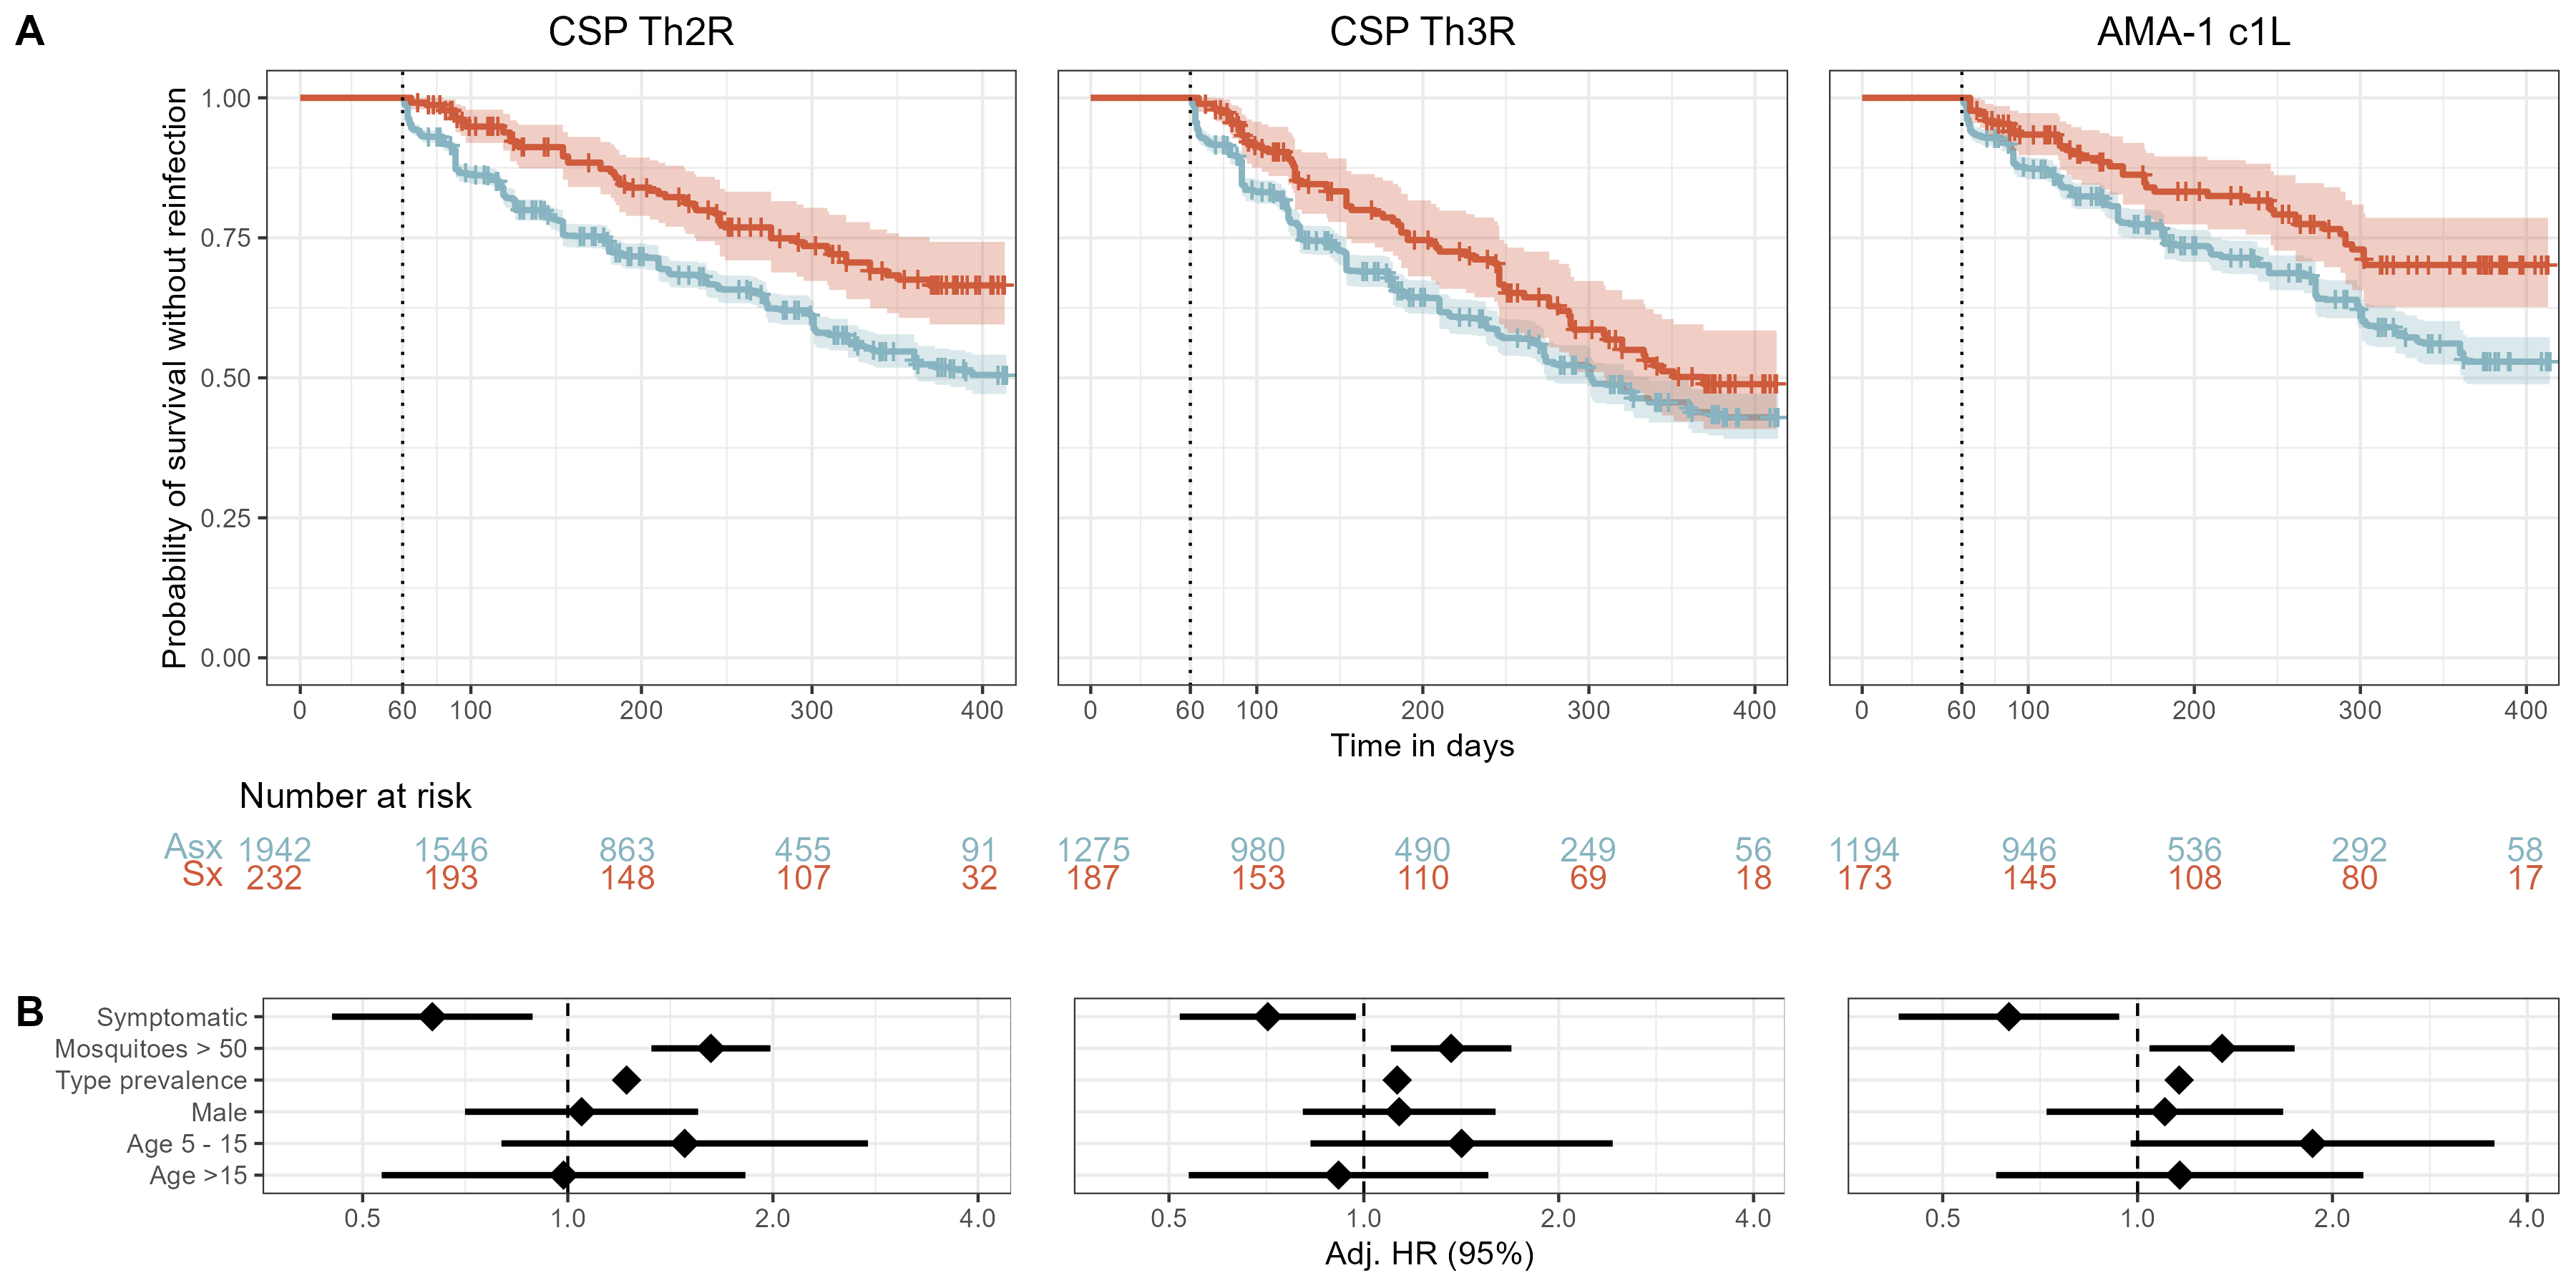 A
CSP Th2R CSP Th3R AMA-1 c1L
Probability of survival without reinfection
1.00
0.75
0.50
0.25
0.00
0 60 100 200 300 400 0 60 100 200 300 400 0 60 100 200 300 400
Time in days
Number at risk
Asx 1942 1546 863 455 91 1275 980 490 249 56 1194 946 536 292 58
Sx 232 193 148 107 32 187 153 110 69 18 173 145 108 80 17
B
Symptomatic
Mosquitoes > 50
Type prevalence
Male
Age 5 - 15
Age >15
0.5 1.0 2.0 4.0 0.5 1.0 2.0 4.0 0.5 1.0 2.0 4.0
Adj. HR (95%)